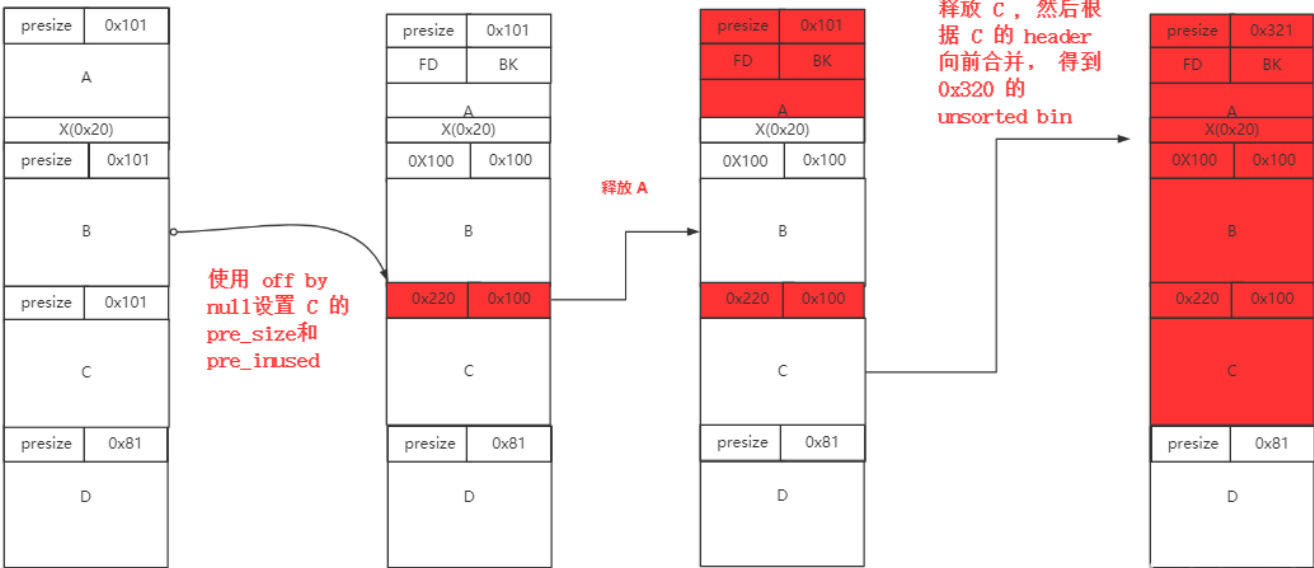 presize 0x101
A
X(0x20)
presize 0x101
B
presize 0x101
C
presize 0x81
D
使用 off by
null设置 C 的
pre_size和
pre_inused
presize 0x101
FD BK
A
X(0x20)
0X100 0x100
B
0x220 0x100
C
presize 0x81
D
释放 A
presize 0x101
FD BK
A
X(0x20)
0X100 0x100
B
0x220 0x100
C
presize 0x81
D
释放 C ，然后根
据 C 的 header
向前合并， 得到
0x320 的
unsorted bin
presize 0x321
FD BK
A
X(0x20)
0X100 0x100
B
0x220 0x100
C
presize 0x81
D